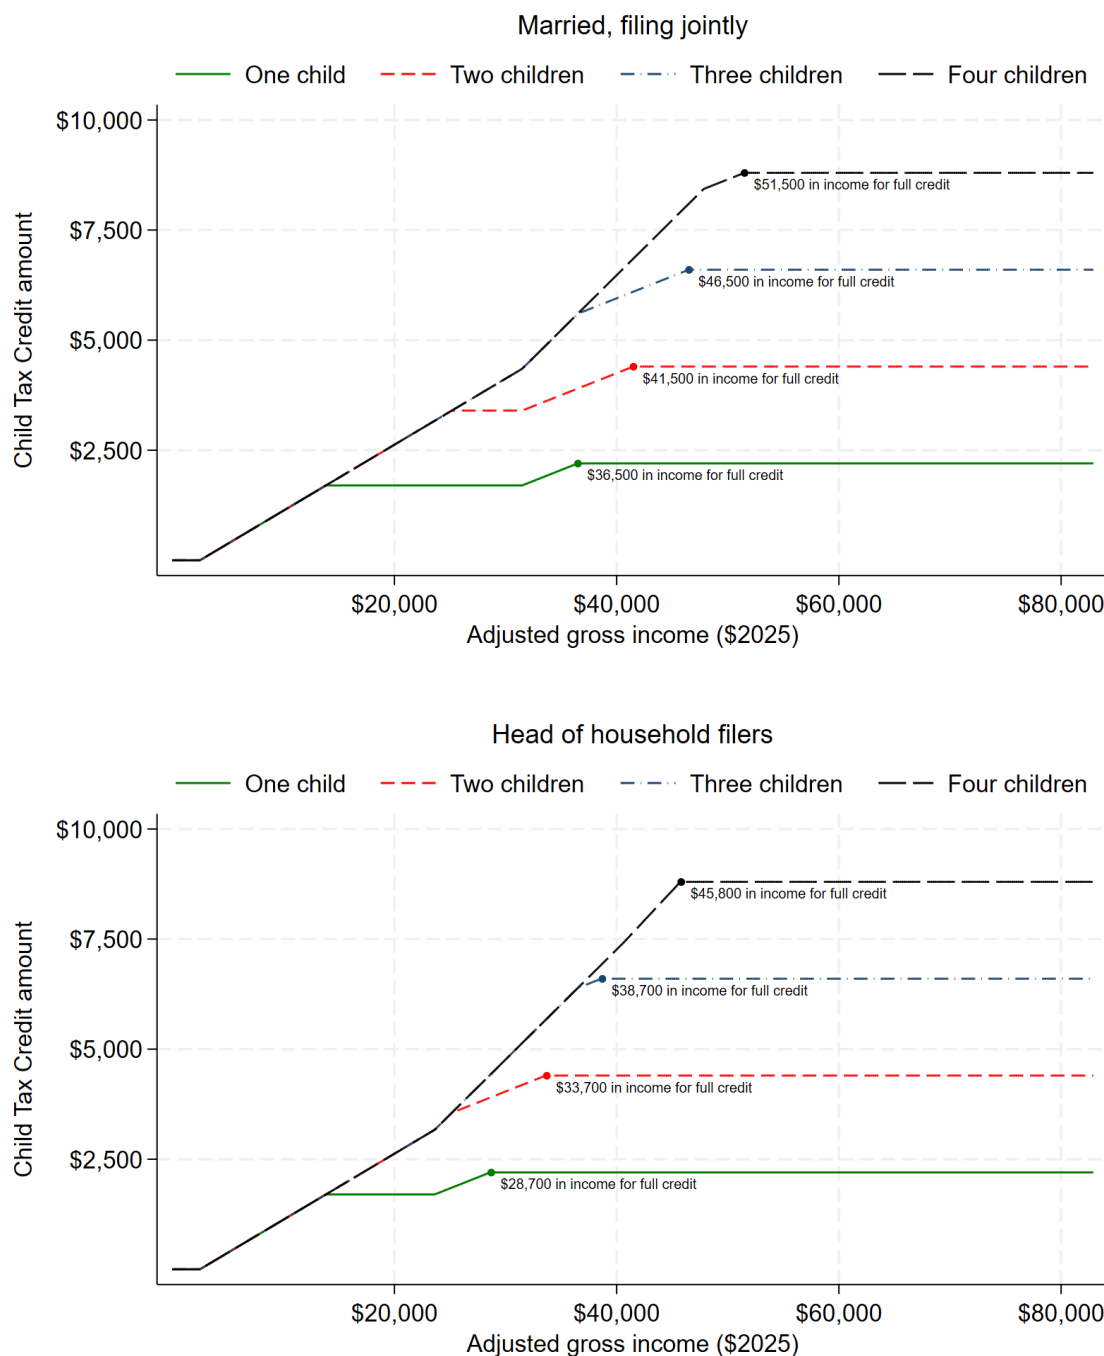 Married, filing jointly
One child
Two children
Three children
Four children
$10,000
$7,500
$5,000
$2,500
Child Tax Credit amount
$51,500 in income for full credit
$46,500 in income for full credit
$41,500 in income for full credit
$36,500 in income for full credit
$20,000
$40,000
$60,000
$80,000
Adjusted gross income ($2025)
Head of household filers
One child
Two children
Three children
Four children
$10,000
$7,500
$5,000
$2,500
Child Tax Credit amount
$45,800 in income for full credit
$38,700 in income for full credit
$33,700 in income for full credit
$28,700 in income for full credit
$20,000
$40,000
$60,000
$80,000
Adjusted gross income ($2025)